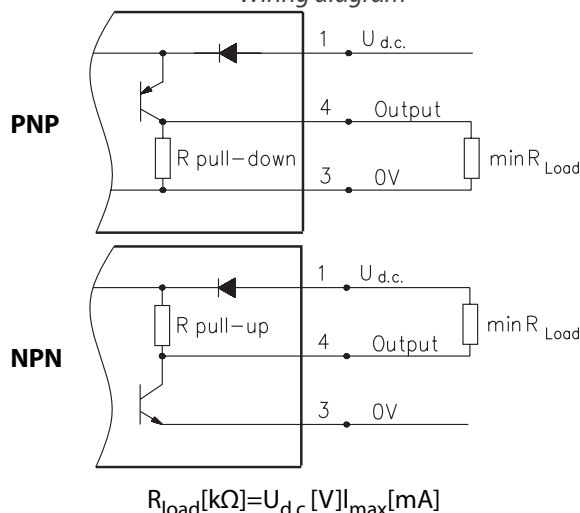 Wiring diagram
1 U d.c.
4 Output
PNP
R pull-down
min R Load
3 0V
1 U d.c.
R pull-up
min R Load
4 Output
NPN
3 0V
Rload[kΩ]=Ud.c.[V]Imax[mA]